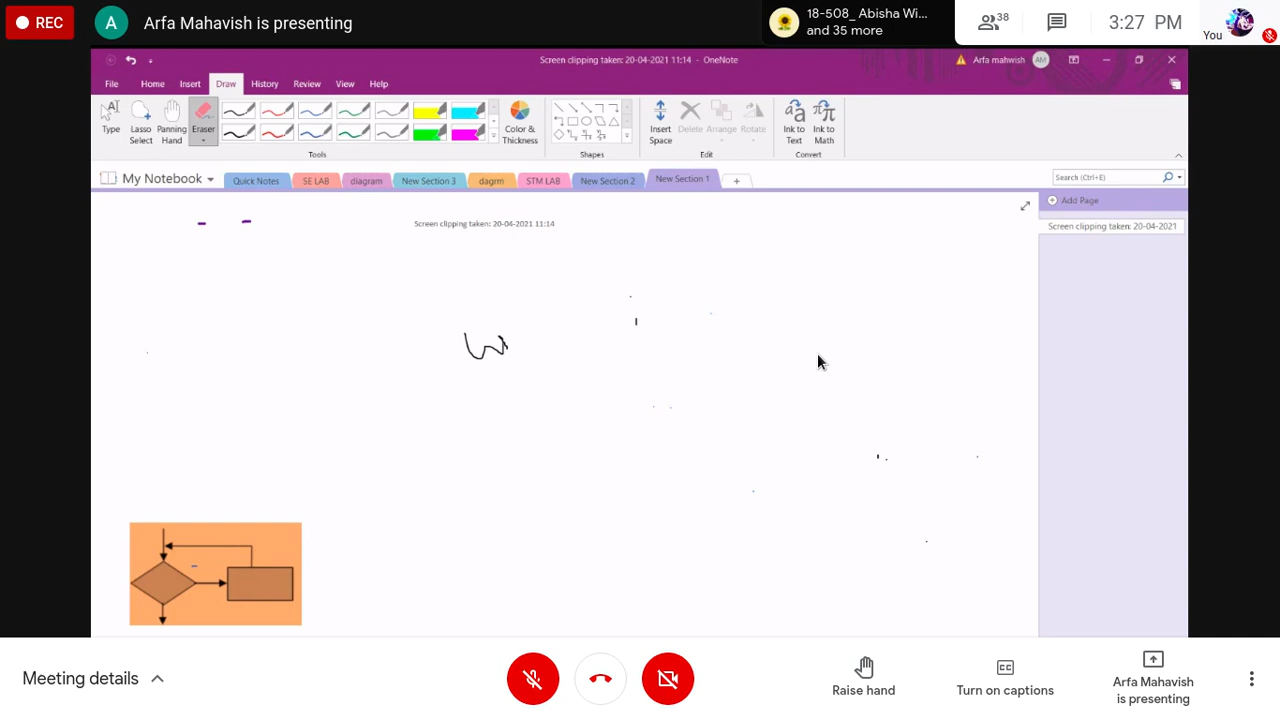 REC
A
Arfa Mahavish is presenting
18-508_ Abisha Wi...
and 35 more
38
3:27 PM
You
Screen clipping taken: 20-04-2021 11:14 - OneNote
Arfa mahwish
AM
File
Home
Insert
Draw
History
Review
View
Help
Type
Lasso Select
Panning Hand
Eraser
Color & Thickness
Insert Space
Delete
Arrange
Rotate
Ink to Text
Ink to Math
Tools
Shapes
Edit
Convert
My Notebook
Quick Notes
SE LAB
diagram
New Section 3
dagrm
STM LAB
New Section 2
New Section 1
+
Search (Ctrl+E)
Add Page
Screen clipping taken: 20-04-2021 11:14
Screen clipping taken: 20-04-2021
Meeting details
Raise hand
CC
Turn on captions
Arfa Mahavish
is presenting